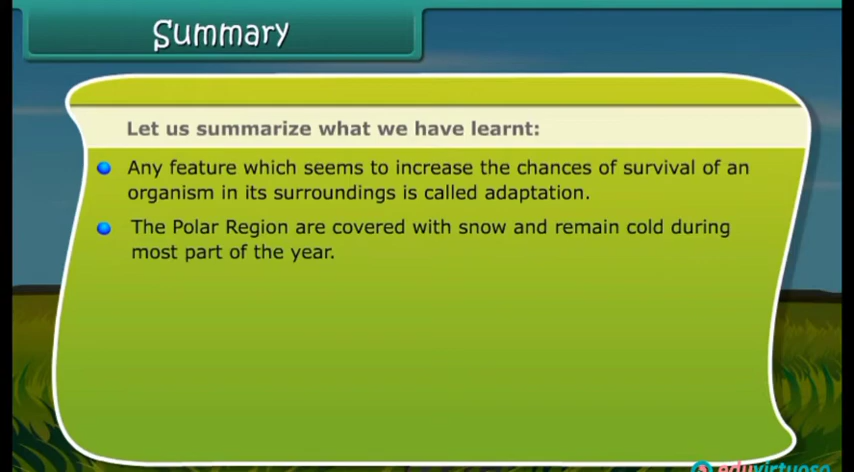 Summary
Let us summarize what we have learnt:
Any feature which seems to increase the chances of survival of an
organism in its surroundings is called adaptation.
The Polar Region are covered with snow and remain cold during
most part of the year.
eduvirtuoso